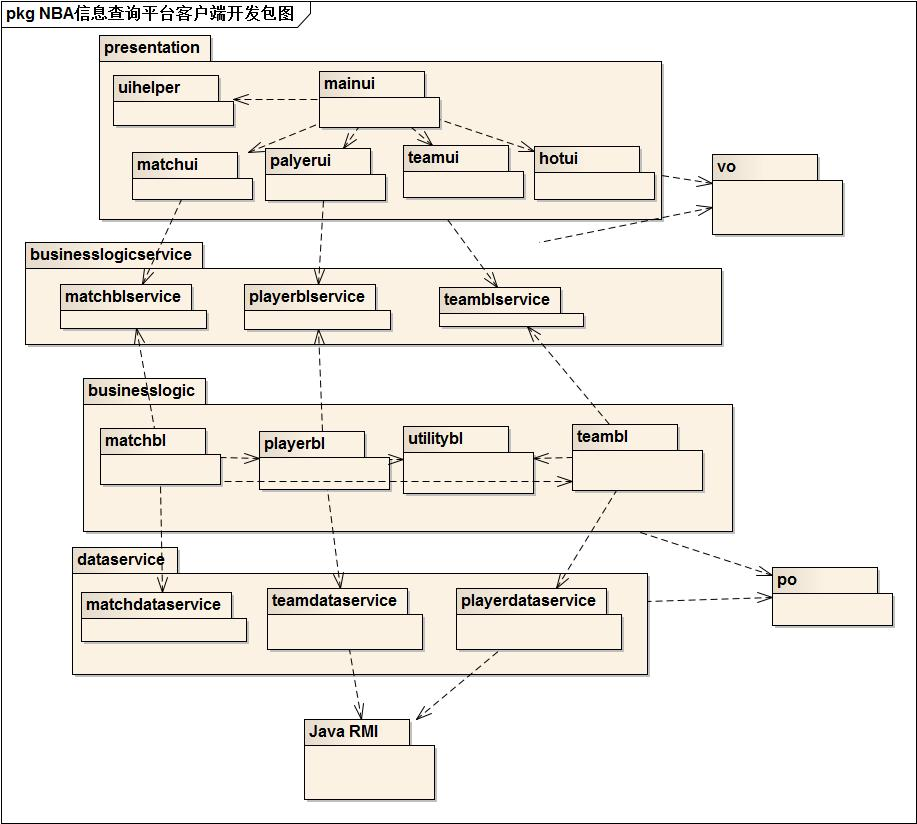 pkg NBA信息查询平台客户端开发包图
presentation
uihelper
mainui
matchui
palyerui
teamui
hotui
vo
businesslogicservice
matchblservice
playerblservice
teamblservice
businesslogic
matchbl
playerbl
utilitybl
teambl
dataservice
matchdataservice
teamdataservice
playerdataservice
po
Java RMI